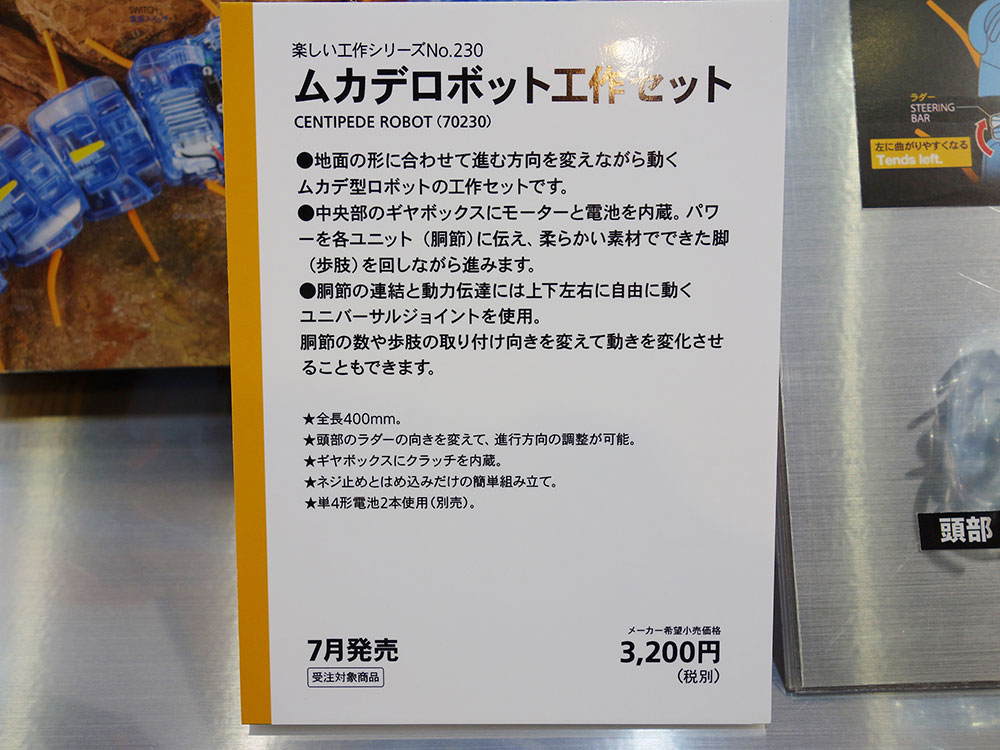 SWITCH
楽しい工作シリーズNo.230
ムカデロボット工作セット
CENTIPEDE ROBOT (70230)
●地面の形に合わせて進む方向を変えながら動く
ムカデ型ロボットの工作セットです。
●中央部のギヤボックスにモーターと電池を内蔵。パワ
ーを各ユニット（胴節）に伝え、柔らかい素材でできた脚
（歩肢）を回しながら進みます。
●胴節の連結と動力伝達には上下左右に自由に動く
ユニバーサルジョイントを使用。
胴節の数や歩肢の取り付け向きを変えて動きを変化させ
ることもできます。
★全長400mm。
★頭部のラダーの向きを変えて、進行方向の調整が可能。
★ギヤボックスにクラッチを内蔵。
★ネジ止めとはめ込みだけの簡単組み立て。
★単4形電池2本使用（別売）。
7月発売
受注対象商品
メーカー希望小売価格
3,200円
（税別）
ラダー
STEERING
BAR
左に曲がりやすくなる
Tends left.
頭部